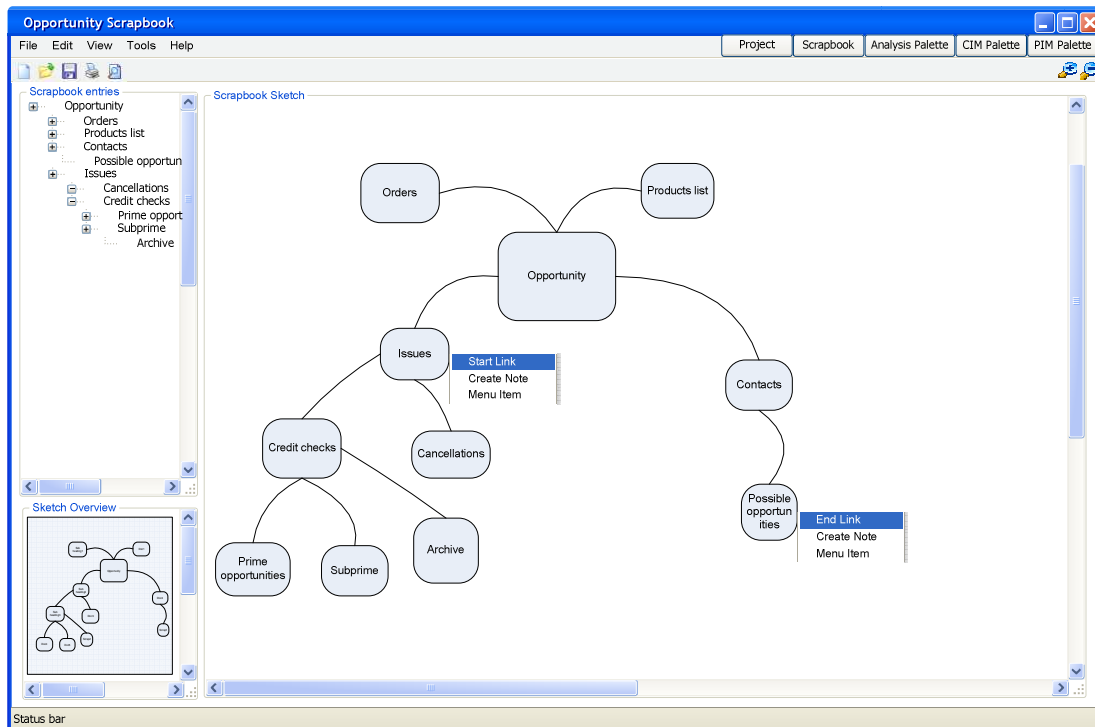 Opportunity Scrapbook
File Edit View Tools Help
Project Scrapbook Analysis Palette CIM Palette PIM Palette
Scrapbook entries
Opportunity
Orders
Products list
Contacts
Possible opportun
Issues
Cancellations
Credit checks
Prime opport
Subprime
Archive
Sketch Overview
Opportunity
Scrapbook Sketch
Orders
Products list
Opportunity
Issues
Start Link
Create Note
Menu Item
Contacts
Credit checks
Cancellations
Possible
opportun
ities
End Link
Create Note
Menu Item
Prime
opportunities
Subprime
Archive
Status bar